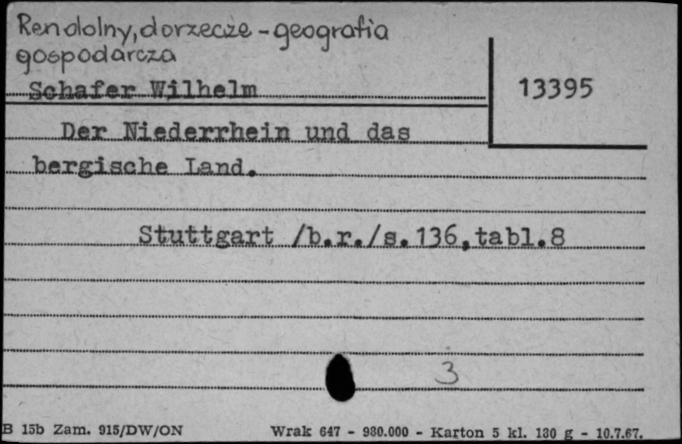 Ren dolny, dorzecze - geografia
gospodarcza
Schafer Wilhelm
13395
Der Niederrhein und das
bergische Land.
Stuttgart /b.r./s.136,tabl.8
3
B 15b Zam. 915/DW/ON Wrak 647 - 930.000 - Karton 5 kl. 130 g - 10.7.67.